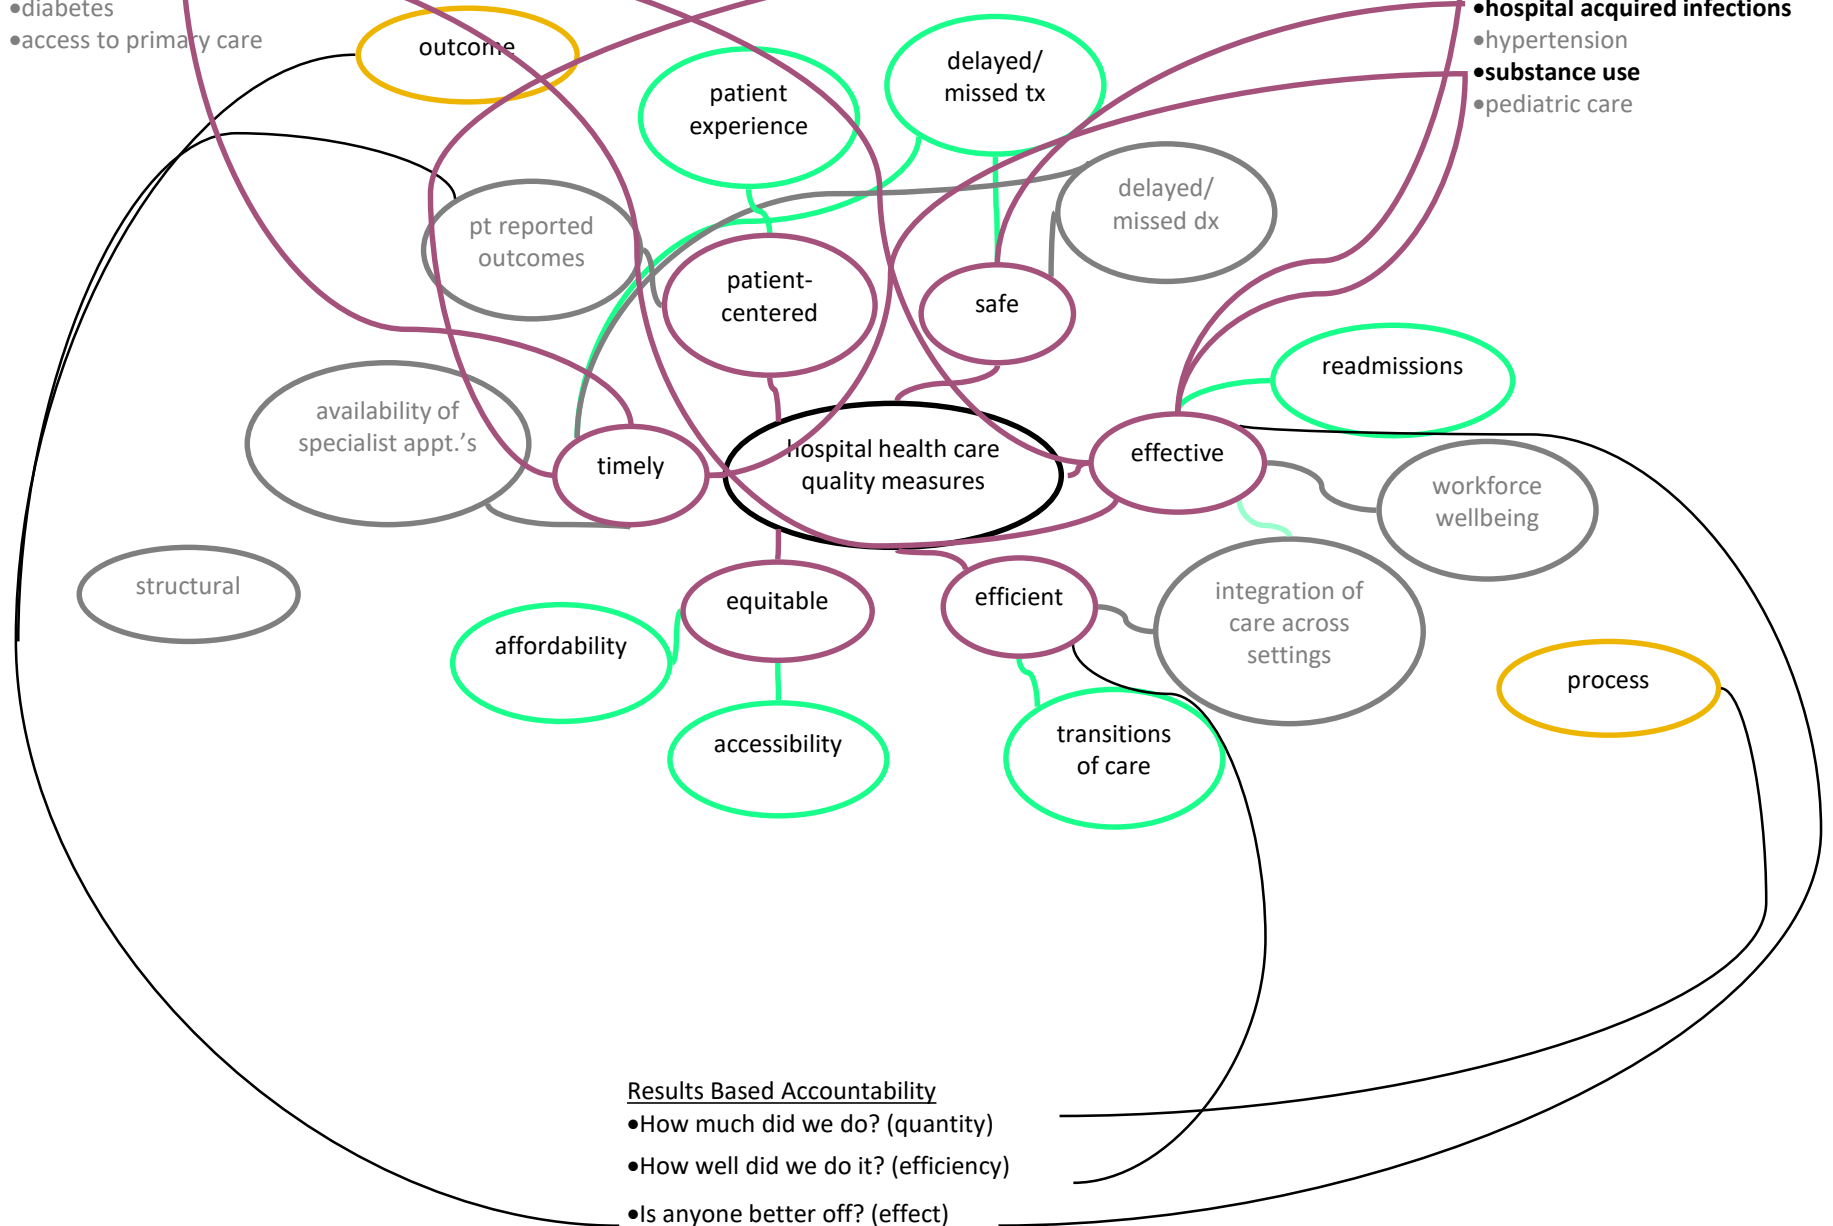 •diabetes
•access to primary care
•hospital acquired infections
•hypertension
•substance use
•pediatric care
outcome
delayed/
missed tx
patient
experience
delayed/
missed dx
pt reported
outcomes
patient-
centered
safe
readmissions
availability of
specialist appt.'s
timely
hospital health care
quality measures
effective
workforce
wellbeing
structural
equitable
efficient
integration of
care across
settings
affordability
process
accessibility
transitions
of care
Results Based Accountability
•How much did we do? (quantity)
•How well did we do it? (efficiency)
•Is anyone better off? (effect)